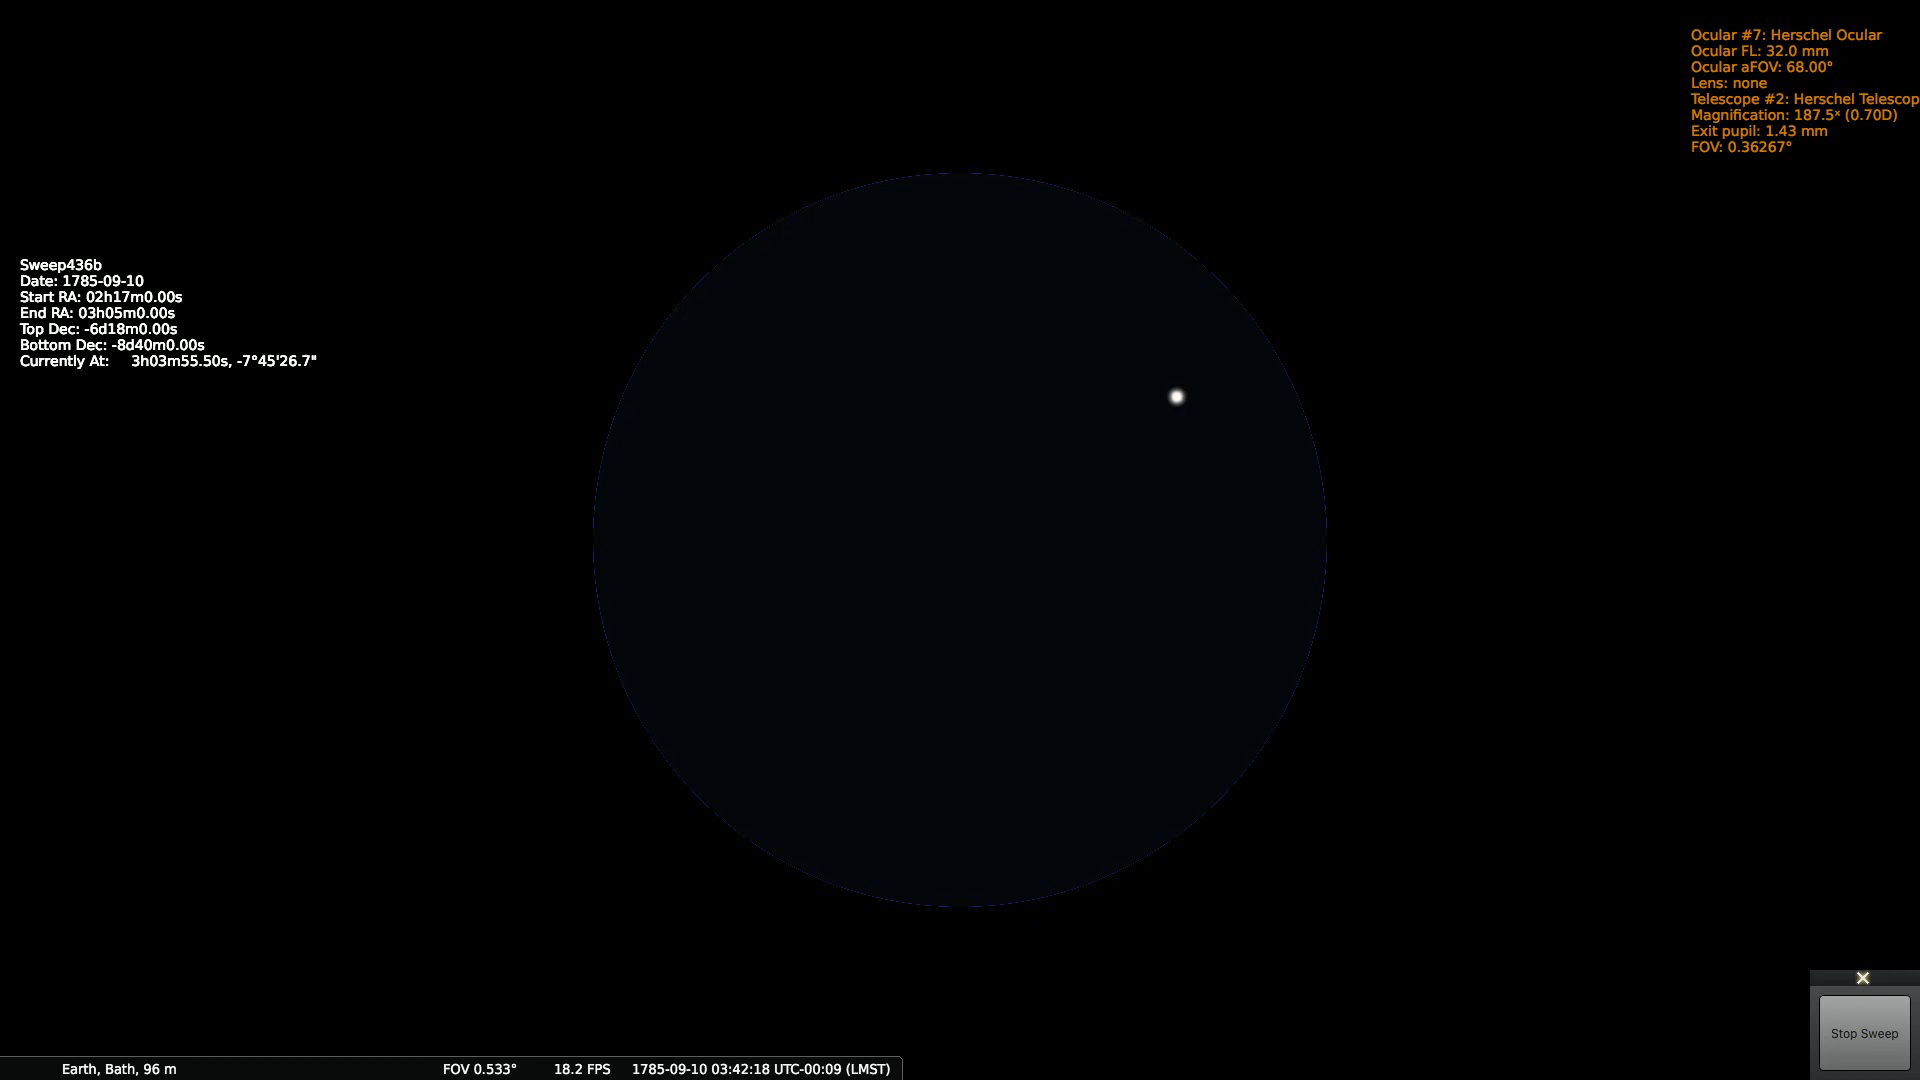 Ocular #7: Herschel Ocular
Ocular FL: 32.0 mm
Ocular aFOV: 68.00°
Lens: none
Telescope #2: Herschel Telescop
Magnification: 187.5ˣ (0.70D)
Exit pupil: 1.43 mm
FOV: 0.36267°
Sweep436b
Date: 1785-09-10
Start RA: 02h17m0.00s
End RA: 03h05m0.00s
Top Dec: -6d18m0.00s
Bottom Dec: -8d40m0.00s
Currently At: 3h03m55.50s, -7°45'26.7"
Stop Sweep
Earth, Bath, 96 m FOV 0.533° 18.2 FPS 1785-09-10 03:42:18 UTC-00:09 (LMST)